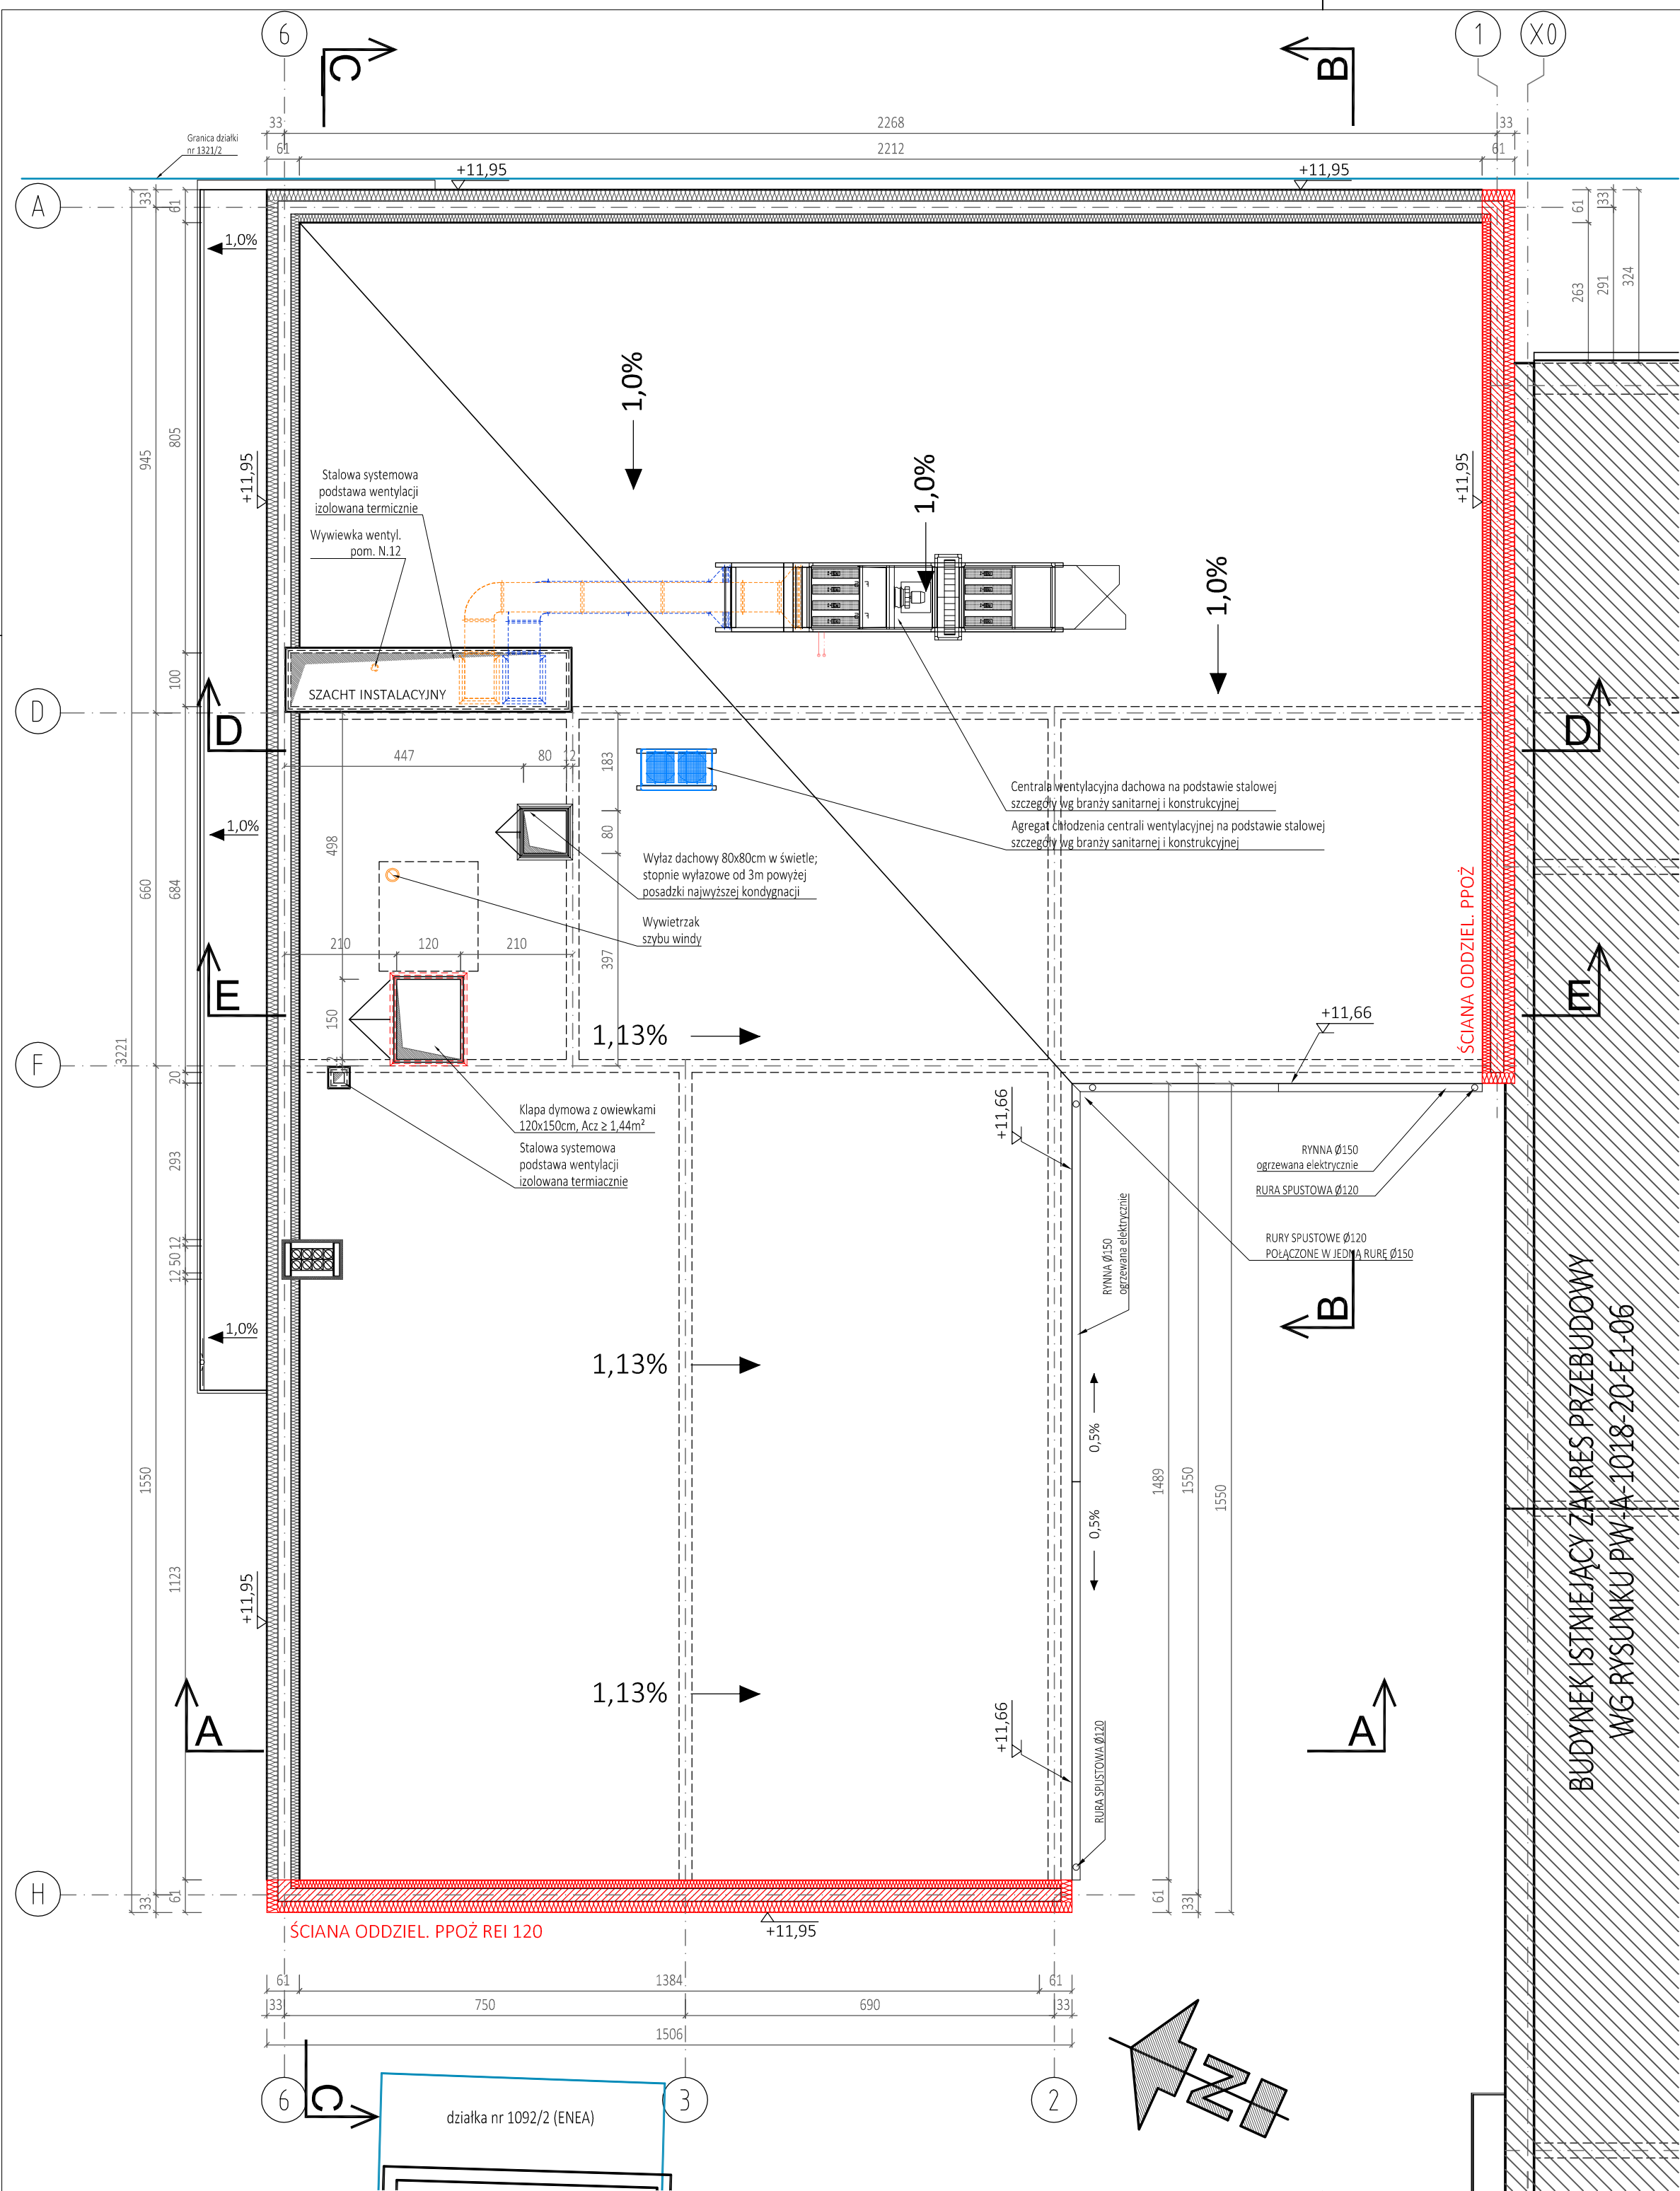 6
C
B
1
X0
33
2268
33
Granica działki
nr 1321/2
61
2212
61
+11,95
+11,95
A
33
61
61
33
1,0%
263
291
324
1,0%
805
945
+11,95
1,0%
+11,95
Stalowa systemowa
podstawa wentylacji
izolowana termicznie
Wywiewka wentyl.
pom. N.12
1,0%
100
SZACHT INSTALACYJNY
D
D
D
447
80
12
183
Centrala wentylacyjna dachowa na podstawie stalowej
szczegóły wg branży sanitarnej i konstrukcyjnej
Agregat chłodzenia centrali wentylacyjnej na podstawie stalowej
szczegóły wg branży sanitarnej i konstrukcyjnej
1,0%
498
80
Wyłaz dachowy 80x80cm w świetle;
stopnie wyłazowe od 3m powyżej
posadzki najwyższej kondygnacji
660
684
Wywietrzak
szybu windy
ŚCIANA ODDZIEL. PPOŻ
210
120
210
397
E
E
150
+11,66
1,13%
3221
F
2
20
+11,66
Klapa dymowa z owiewkami
120x150cm, Acz ≥ 1,44m²
Stalowa systemowa
podstawa wentylacji
izolowana termiacznie
293
RYNNA Ø150
ogrzewana elektrycznie
RURA SPUSTOWA Ø120
RURY SPUSTOWE Ø120
POŁĄCZONE W JEDNĄ RURĘ Ø150
RYNNA Ø150
ogrzewana elektrycznie
12
50
12
B
1,0%
1,13%
0,5%
0,5%
1489
1550
1550
BUDYNEK ISTNIEJĄCY ZAKRES PRZEBUDOWY
WG RYSUNKU PW-A-1018-20-E1-06
1550
1123
+11,95
1,13%
+11,66
RURA SPUSTOWA Ø120
A
A
H
33
61
61
33
ŚCIANA ODDZIEL. PPOŻ REI 120
+11,95
61
1384
61
33
750
690
33
1506
6
C
3
2
działka nr 1092/2 (ENEA)
N